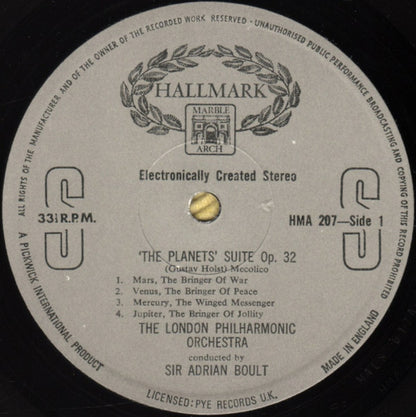 ALL RIGHTS OF THE MANUFACTURER AND OF THE OWNER OF THE RECORDED WORK RESERVED - UNAUTHORISED PUBLIC PERFORMANCE BROADCASTING AND COPYING OF THIS RECORD PROHIBITED
HALLMARK
MARBLE
ARCH
Electronically Created Stereo
33⅓ R.P.M.
HMA 207—Side 1
'THE PLANETS' SUITE Op. 32
(Gustav Holst) Mecolico
1. Mars, The Bringer Of War
2. Venus, The Bringer Of Peace
3. Mercury, The Winged Messenger
4. Jupiter, The Bringer Of Jollity
THE LONDON PHILHARMONIC
ORCHESTRA
conducted by
SIR ADRIAN BOULT
A PICKWICK INTERNATIONAL PRODUCT
MADE IN ENGLAND
LICENSED: PYE RECORDS U.K.